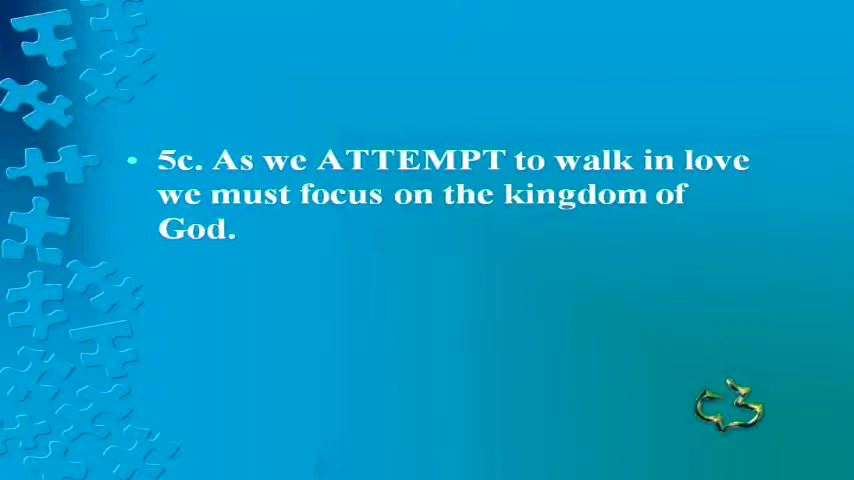 • 5c. As we ATTEMPT to walk in love
we must focus on the kingdom of
God.